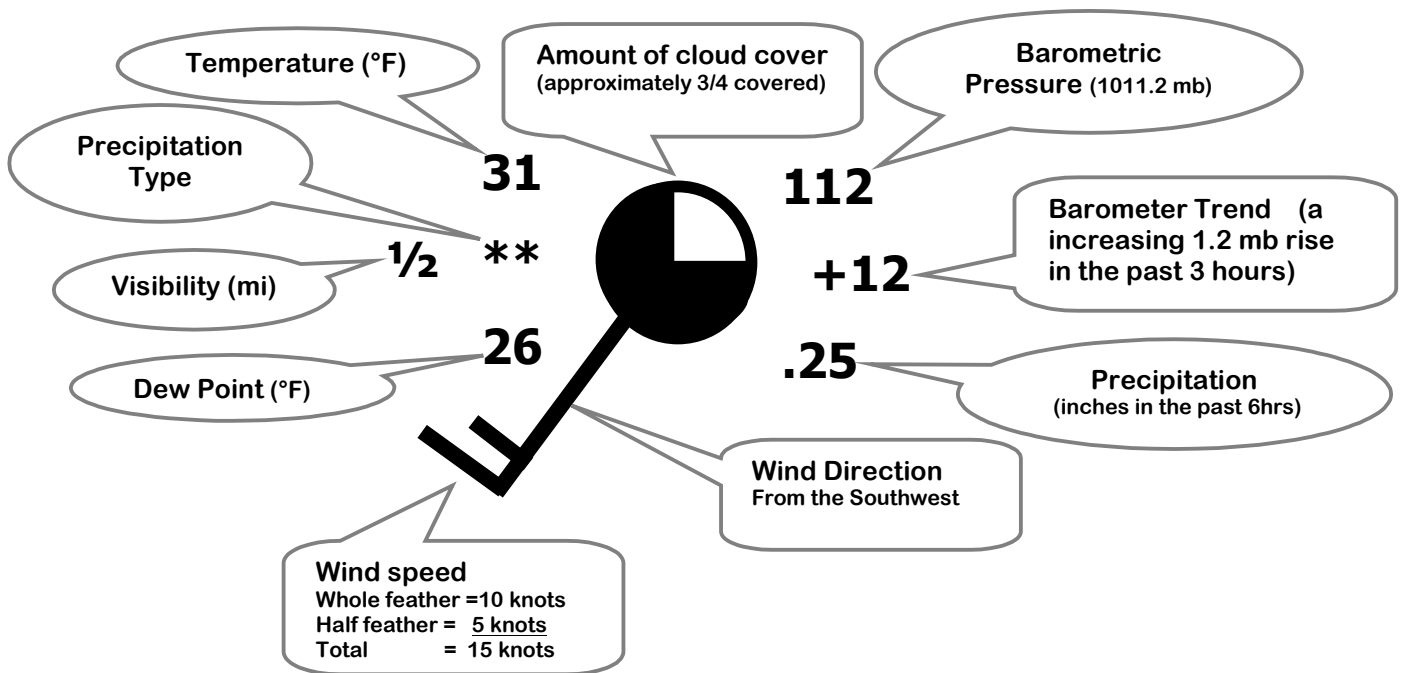 Temperature (°F)
Amount of cloud cover
(approximately 3/4 covered)
Barometric
Pressure (1011.2 mb)
Precipitation
Type
31
112
Barometer Trend (a
increasing 1.2 mb rise
in the past 3 hours)
½ **
+12
Visibility (mi)
26
.25
Dew Point (°F)
Precipitation
(inches in the past 6hrs)
Wind Direction
From the Southwest
Wind speed
Whole feather =10 knots
Half feather = 5 knots
Total = 15 knots